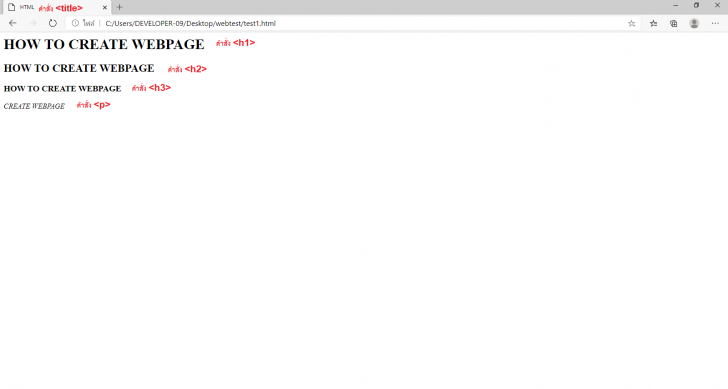 HTML คำสั่ง <title>
ไฟล์ C:/Users/DEVELOPER-09/Desktop/webtest/test1.html
HOW TO CREATE WEBPAGE คำสั่ง <h1>
HOW TO CREATE WEBPAGE คำสั่ง <h2>
HOW TO CREATE WEBPAGE คำสั่ง <h3>
CREATE WEBPAGE คำสั่ง <p>